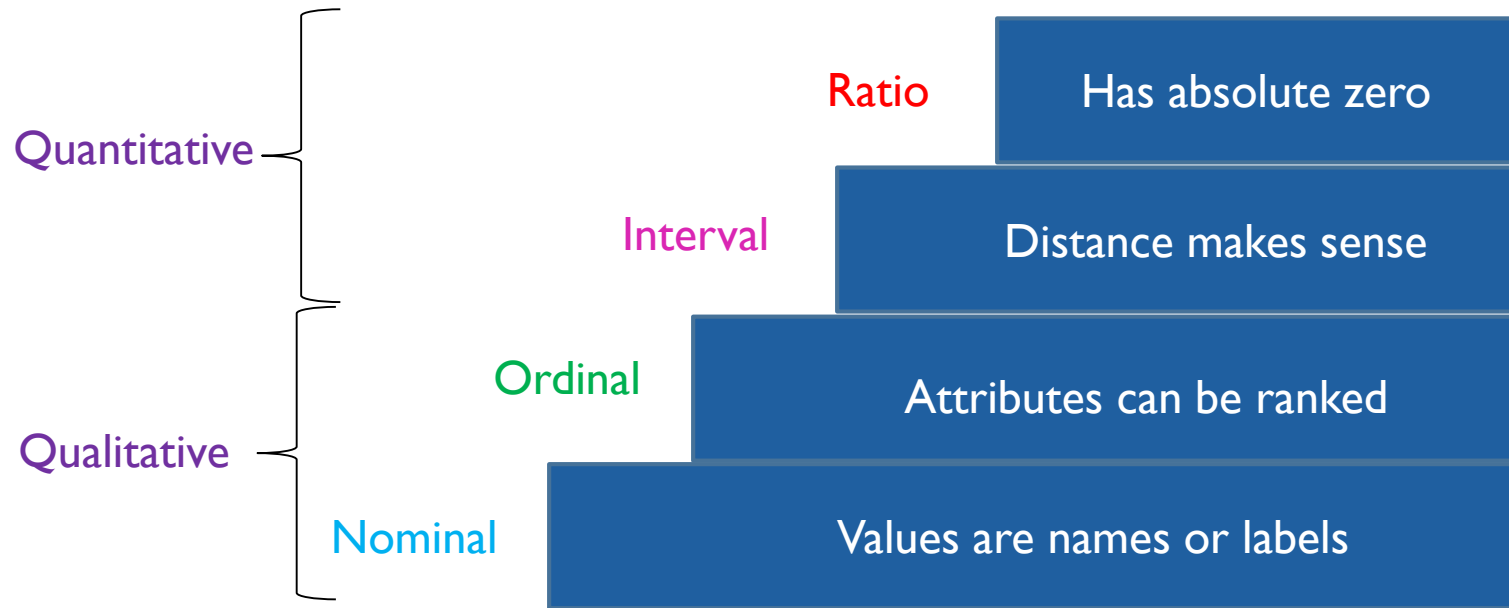 Ratio
Has absolute zero
Quantitative
Interval
Distance makes sense
Ordinal
Attributes can be ranked
Qualitative
Nominal
Values are names or labels